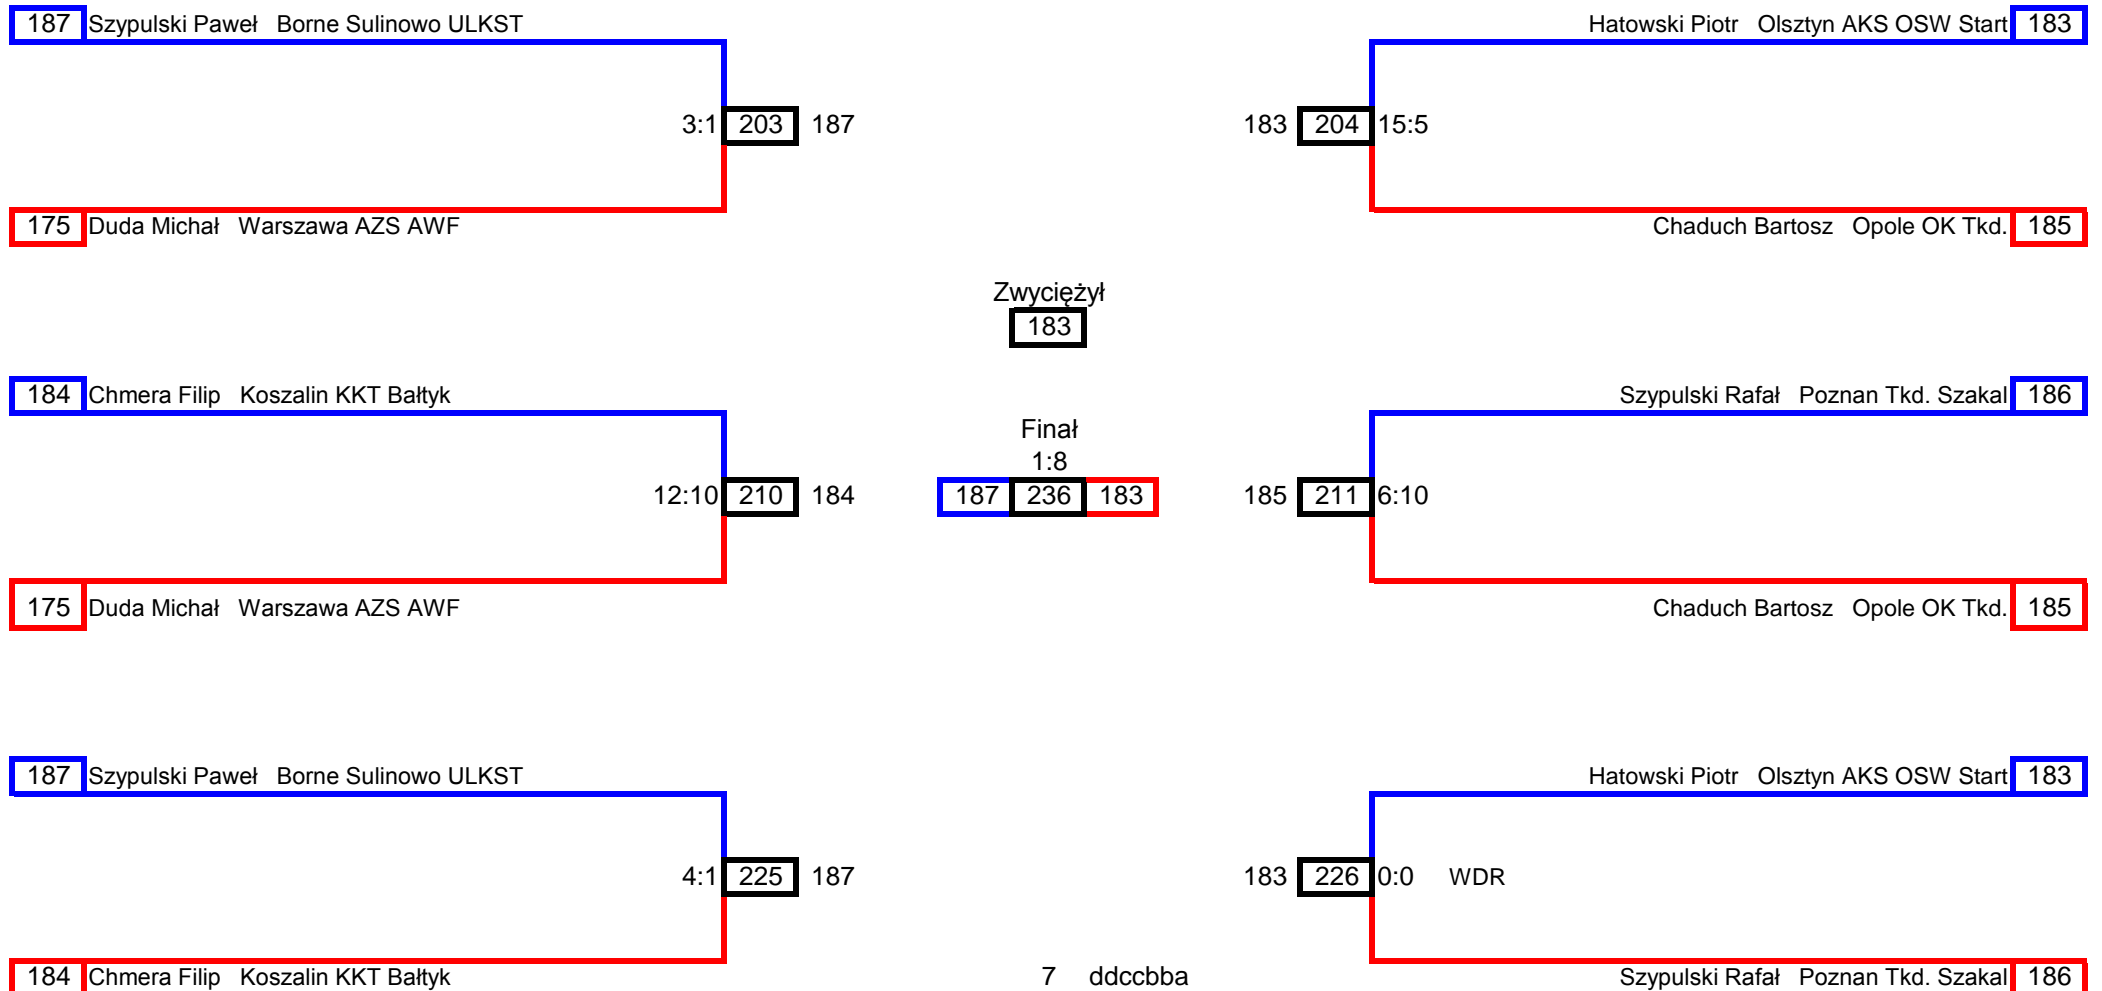 187 Szypulski Paweł Borne Sulinowo ULKST Hatowski Piotr Olsztyn AKS OSW Start 183
3:1 203 187 183 204 15:5
175 Duda Michał Warszawa AZS AWF Chaduch Bartosz Opole OK Tkd. 185
Zwyciężył
183
184 Chmera Filip Koszalin KKT Bałtyk Szypulski Rafał Poznan Tkd. Szakal 186
Finał
1:8
12:10 210 184 187 236 183 185 211 6:10
175 Duda Michał Warszawa AZS AWF Chaduch Bartosz Opole OK Tkd. 185
187 Szypulski Paweł Borne Sulinowo ULKST Hatowski Piotr Olsztyn AKS OSW Start 183
4:1 225 187 183 226 0:0 WDR
184 Chmera Filip Koszalin KKT Bałtyk 7 ddccbba Szypulski Rafał Poznan Tkd. Szakal 186